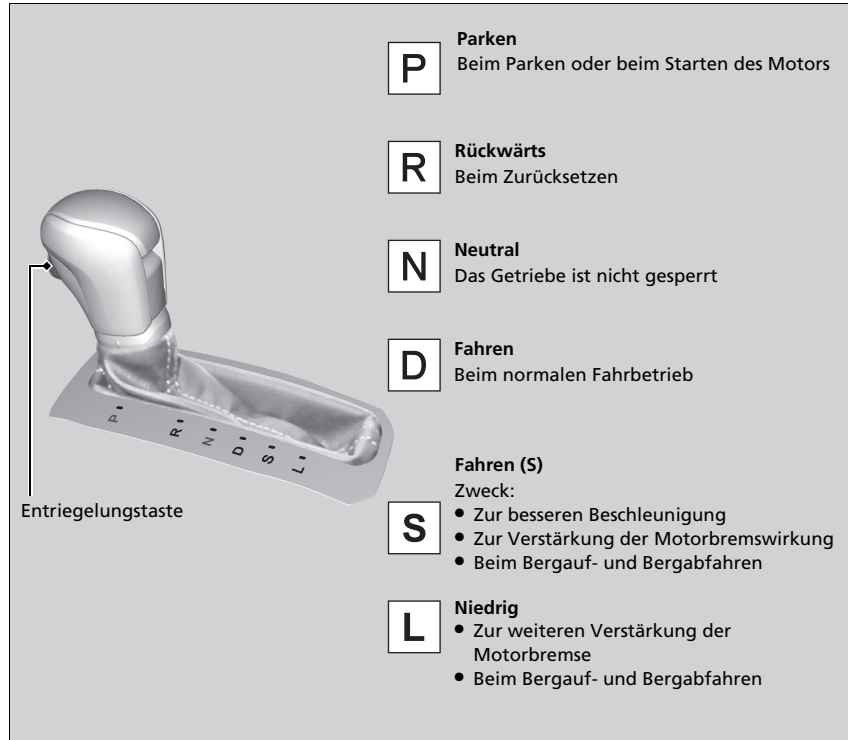 P
Parken
Beim Parken oder beim Starten des Motors
R
Rückwärts
Beim Zurücksetzen
N
Neutral
Das Getriebe ist nicht gesperrt
D
Fahren
Beim normalen Fahrbetrieb
S
Fahren (S)
Zweck:
● Zur besseren Beschleunigung
● Zur Verstärkung der Motorbremswirkung
● Beim Bergauf- und Bergabfahren
L
Niedrig
● Zur weiteren Verstärkung der
Motorbremse
● Beim Bergauf- und Bergabfahren
P R N D S L
Entriegelungstaste